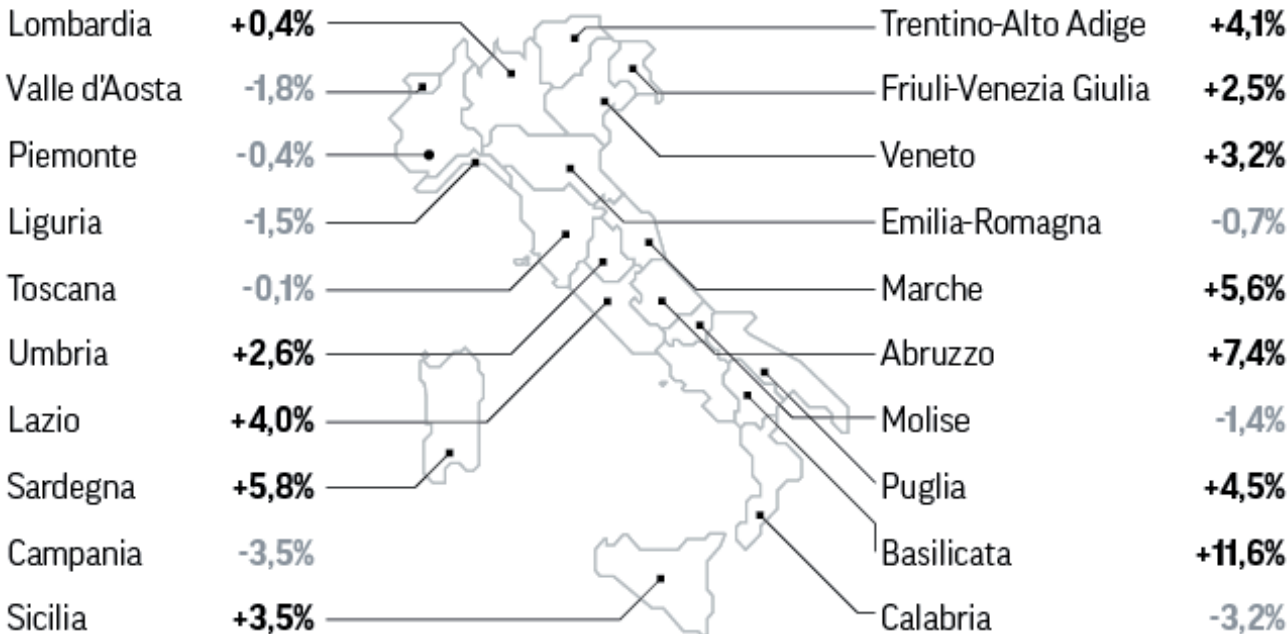 Lombardia +0,4%
Valle d'Aosta -1,8%
Piemonte -0,4%
Liguria -1,5%
Toscana -0,1%
Umbria +2,6%
Lazio +4,0%
Sardegna +5,8%
Campania -3,5%
Sicilia +3,5%
Trentino-Alto Adige +4,1%
Friuli-Venezia Giulia +2,5%
Veneto +3,2%
Emilia-Romagna -0,7%
Marche +5,6%
Abruzzo +7,4%
Molise -1,4%
Puglia +4,5%
Basilicata +11,6%
Calabria -3,2%